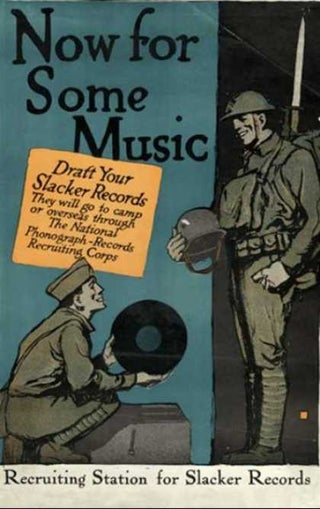 Now for
Some
Music
Draft Your
Slacker Records
They will go to camp
or overseas through
The National
Phonograph-Records
Recruiting Corps
Recruiting Station for Slacker Records